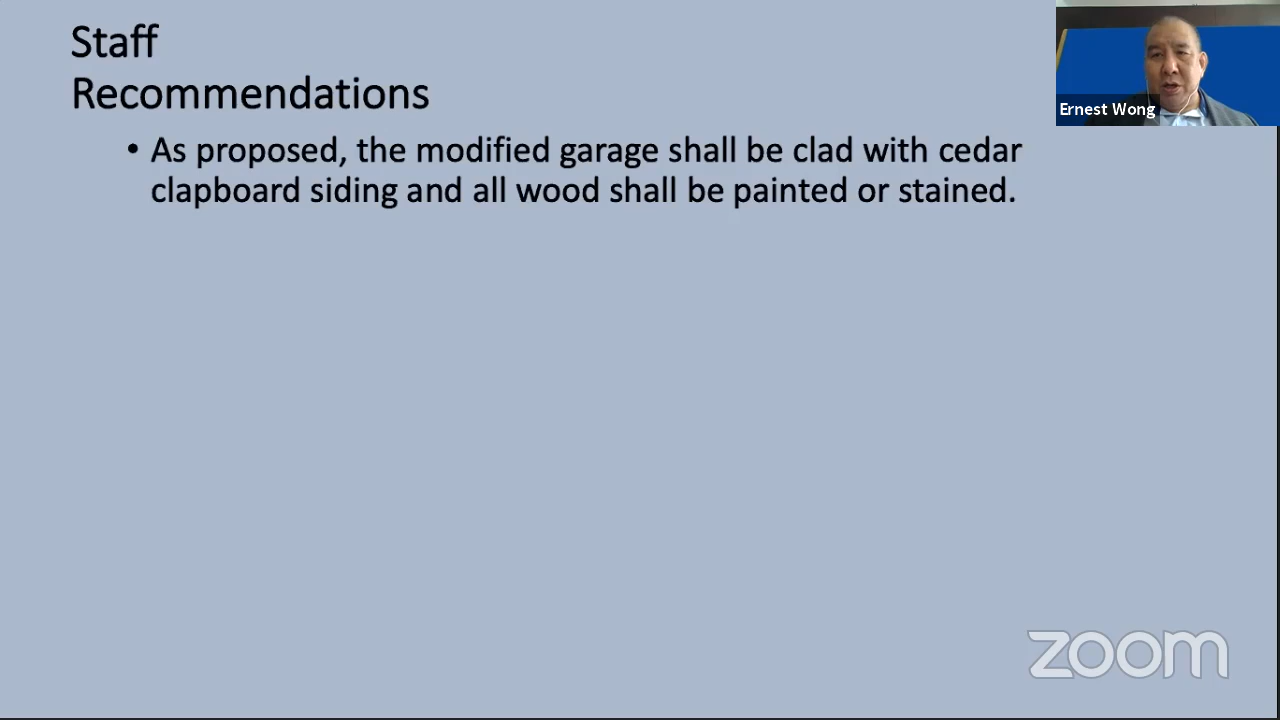 Staff
Recommendations
• As proposed, the modified garage shall be clad with cedar
clapboard siding and all wood shall be painted or stained.
Ernest Wong
zoom